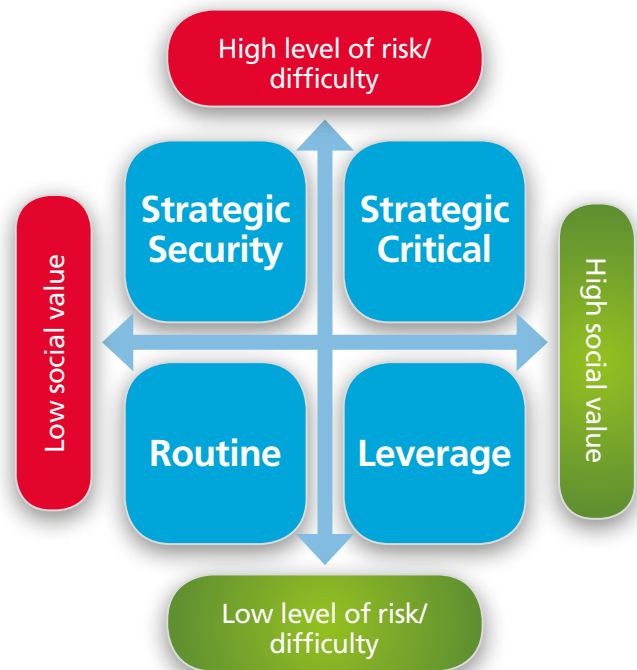 High level of risk/
difficulty
Strategic
Security
Strategic
Critical
Low social value
High social value
Routine
Leverage
Low level of risk/
difficulty